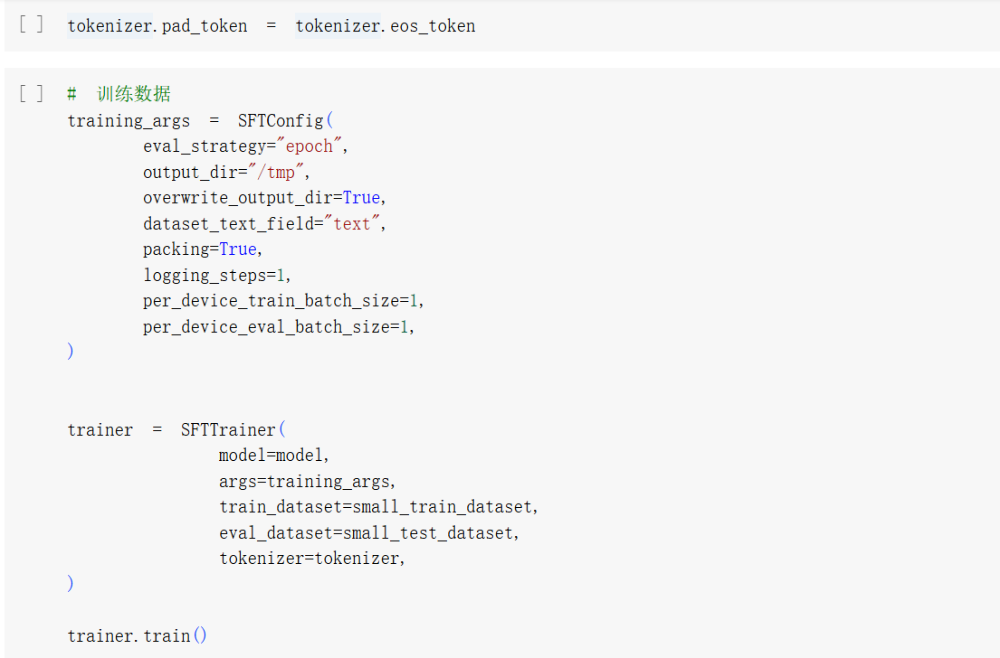 [ ] tokenizer.pad_token = tokenizer.eos_token
[ ] # 训练数据
training_args = SFTConfig(
eval_strategy="epoch",
output_dir="/tmp",
overwrite_output_dir=True,
dataset_text_field="text",
packing=True,
logging_steps=1,
per_device_train_batch_size=1,
per_device_eval_batch_size=1,
)
trainer = SFTTrainer(
model=model,
args=training_args,
train_dataset=small_train_dataset,
eval_dataset=small_test_dataset,
tokenizer=tokenizer,
)
trainer.train()